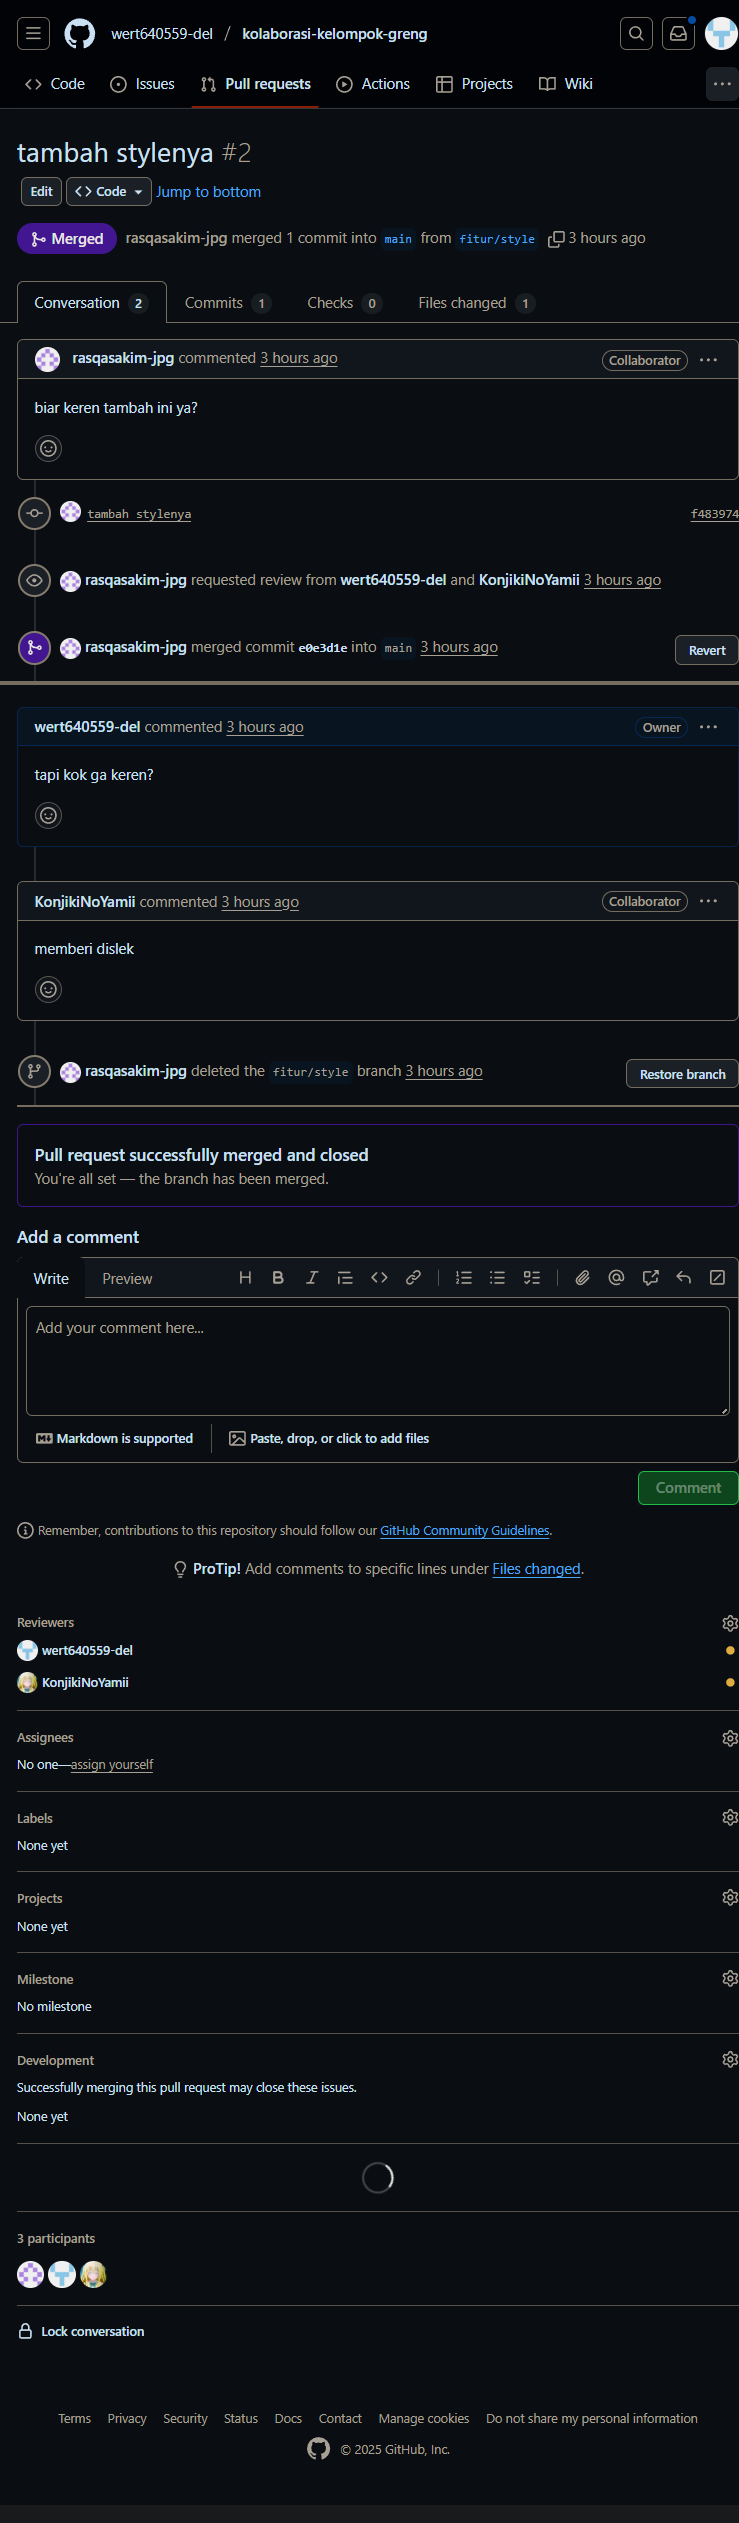 wert640559-del / kolaborasi-kelompok-greng
Code Issues Pull requests Actions Projects Wiki
tambah stylenya #2
Edit Code Jump to bottom
Merged rasqasakim-jpg merged 1 commit into main from fitur/style 3 hours ago
Conversation 2 Commits 1 Checks 0 Files changed 1
rasqasakim-jpg commented 3 hours ago Collaborator
biar keren tambah ini ya?
tambah stylenya f483974
rasqasakim-jpg requested review from wert640559-del and KonjikiNoYamii 3 hours ago
rasqasakim-jpg merged commit e0e3d1e into main 3 hours ago Revert
wert640559-del commented 3 hours ago Owner
tapi kok ga keren?
KonjikiNoYamii commented 3 hours ago Collaborator
memberi dislek
rasqasakim-jpg deleted the fitur/style branch 3 hours ago Restore branch
Pull request successfully merged and closed
You're all set — the branch has been merged.
Add a comment
Write Preview
Add your comment here...
Markdown is supported Paste, drop, or click to add files
Comment
Remember, contributions to this repository should follow our GitHub Community Guidelines.
ProTip! Add comments to specific lines under Files changed.
Reviewers
wert640559-del
KonjikiNoYamii
Assignees
No one—assign yourself
Labels
None yet
Projects
None yet
Milestone
No milestone
Development
Successfully merging this pull request may close these issues.
None yet
3 participants
Lock conversation
Terms Privacy Security Status Docs Contact Manage cookies Do not share my personal information
© 2025 GitHub, Inc.